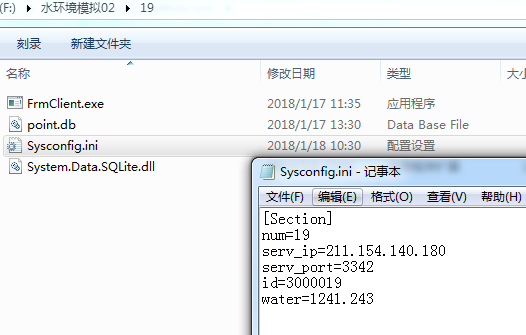 (F:) ▸ 水环境模拟02 ▸ 19
刻录 新建文件夹
名称 修改日期 类型 大小
FrmClient.exe 2018/1/17 11:35 应用程序
point.db 2018/1/17 13:30 Data Base File
Sysconfig.ini 2018/1/18 10:30 配置设置
System.Data.SQLite.dll
Sysconfig.ini - 记事本
文件(F) 编辑(E) 格式(O) 查看(V) 帮助(H)
[Section]
num=19
serv_ip=211.154.140.180
serv_port=3342
id=3000019
water=1241.243